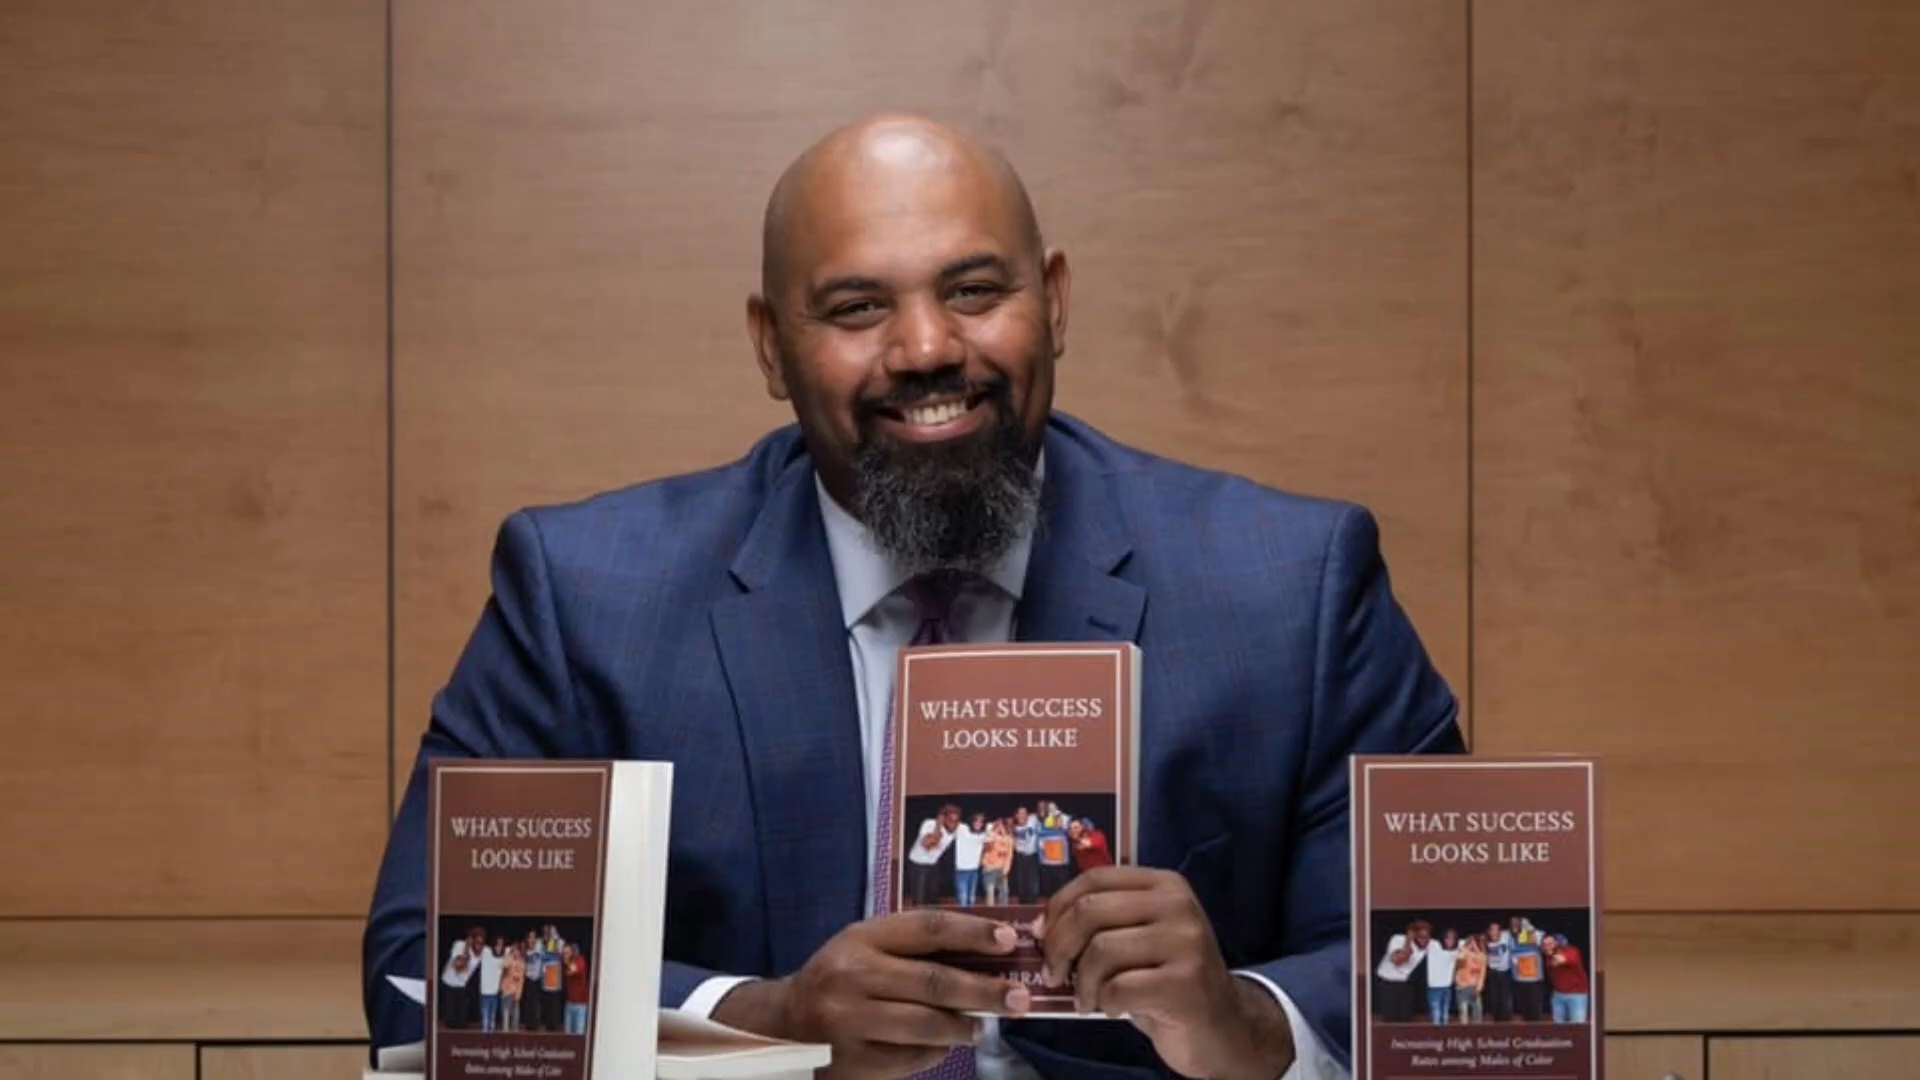 WHAT SUCCESS
LOOKS LIKE
WHAT SUCCESS
LOOKS LIKE
Increasing High School Graduation
Rates among Males of Color
WHAT SUCCESS
LOOKS LIKE
Increasing High School Graduation
Rates among Males of Color